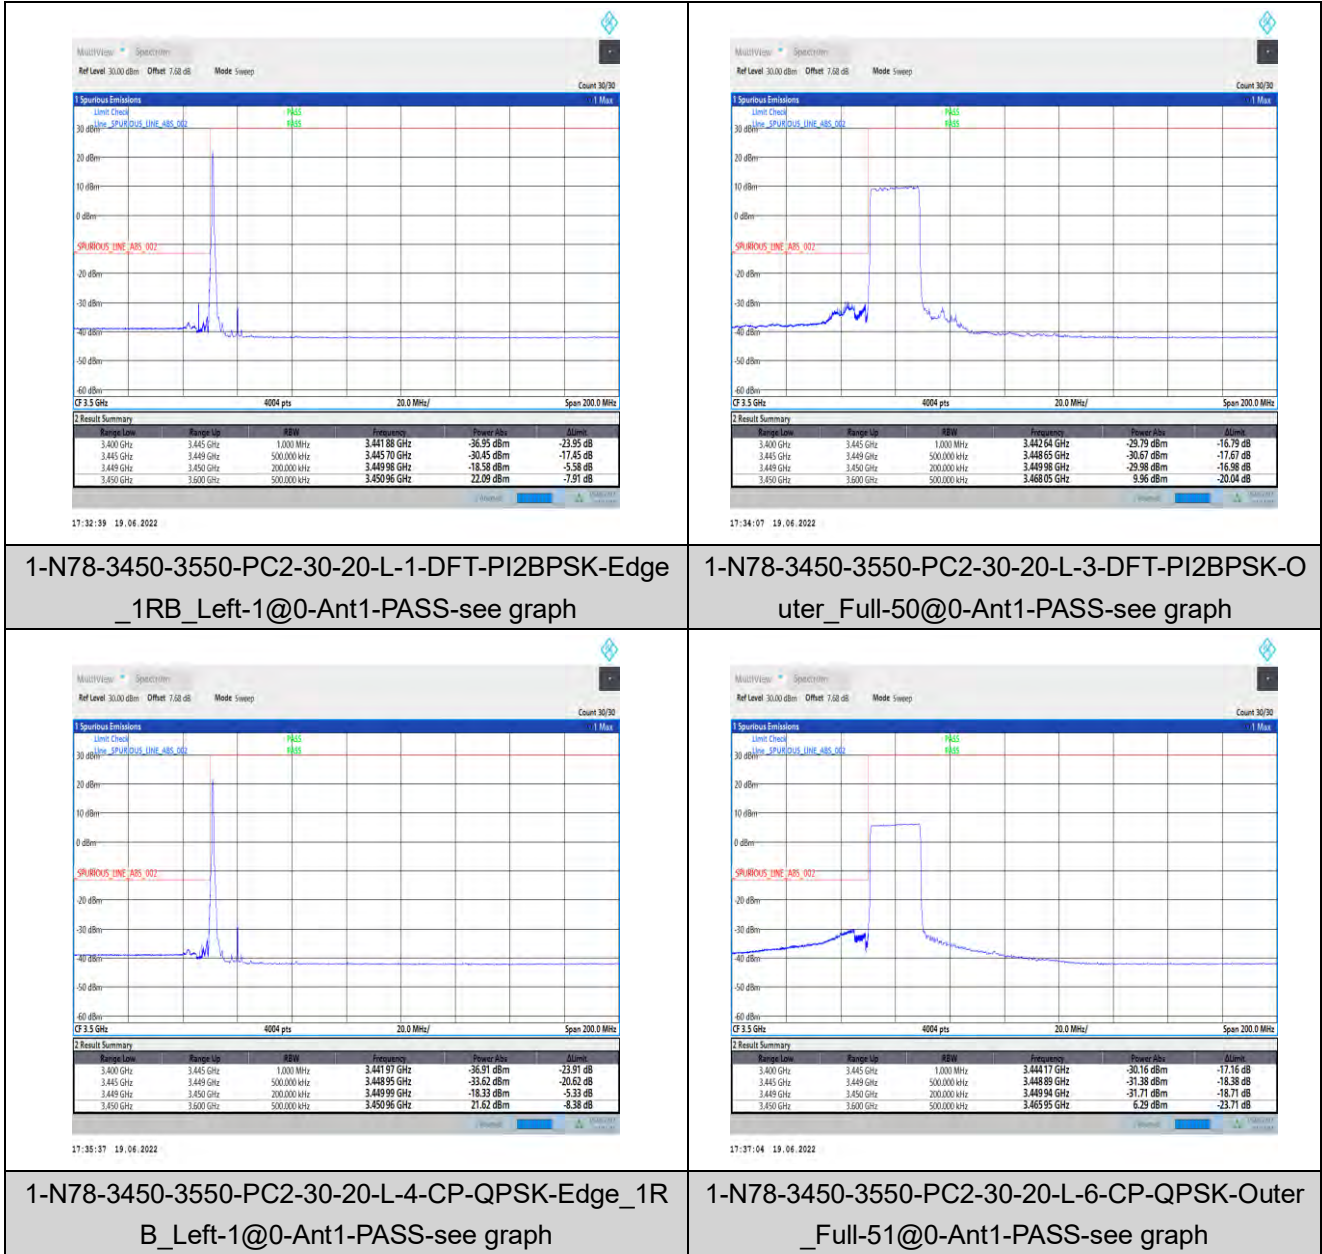 MultiView Spectrum
Ref Level 30.00 dBm Offset 7.68 dB Mode Sweep
Count 30/30
1 Spurious Emissions 1 Max
Limit Check PASS
Line _SPURIOUS_LINE_ABS_002 PASS
30 dBm
20 dBm
10 dBm
0 dBm
_SPURIOUS_LINE_ABS_002
-20 dBm
-30 dBm
-40 dBm
-50 dBm
-60 dBm
CF 3.5 GHz 4004 pts 20.0 MHz/ Span 200.0 MHz
2 Result Summary
Range Low Range Up RBW Frequency Power Abs ΔLimit
3.400 GHz 3.445 GHz 1.000 MHz 3.441 88 GHz -36.95 dBm -23.95 dB
3.445 GHz 3.449 GHz 500.000 kHz 3.445 70 GHz -30.45 dBm -17.45 dB
3.449 GHz 3.450 GHz 200.000 kHz 3.449 98 GHz -18.58 dBm -5.58 dB
3.450 GHz 3.600 GHz 500.000 kHz 3.450 96 GHz 22.09 dBm -7.91 dB
17:32:39 19.06.2022
1-N78-3450-3550-PC2-30-20-L-1-DFT-PI2BPSK-Edge
_1RB_Left-1@0-Ant1-PASS-see graph
MultiView Spectrum
Ref Level 30.00 dBm Offset 7.68 dB Mode Sweep
Count 30/30
1 Spurious Emissions 1 Max
Limit Check PASS
Line _SPURIOUS_LINE_ABS_002 PASS
30 dBm
20 dBm
10 dBm
0 dBm
_SPURIOUS_LINE_ABS_002
-20 dBm
-30 dBm
-40 dBm
-50 dBm
-60 dBm
CF 3.5 GHz 4004 pts 20.0 MHz/ Span 200.0 MHz
2 Result Summary
Range Low Range Up RBW Frequency Power Abs ΔLimit
3.400 GHz 3.445 GHz 1.000 MHz 3.442 64 GHz -29.79 dBm -16.79 dB
3.445 GHz 3.449 GHz 500.000 kHz 3.448 65 GHz -30.67 dBm -17.67 dB
3.449 GHz 3.450 GHz 200.000 kHz 3.449 98 GHz -29.98 dBm -16.98 dB
3.450 GHz 3.600 GHz 500.000 kHz 3.468 05 GHz 9.96 dBm -20.04 dB
17:34:07 19.06.2022
1-N78-3450-3550-PC2-30-20-L-3-DFT-PI2BPSK-O
uter_Full-50@0-Ant1-PASS-see graph
MultiView Spectrum
Ref Level 30.00 dBm Offset 7.68 dB Mode Sweep
Count 30/30
1 Spurious Emissions 1 Max
Limit Check PASS
Line _SPURIOUS_LINE_ABS_002 PASS
30 dBm
20 dBm
10 dBm
0 dBm
_SPURIOUS_LINE_ABS_002
-20 dBm
-30 dBm
-40 dBm
-50 dBm
-60 dBm
CF 3.5 GHz 4004 pts 20.0 MHz/ Span 200.0 MHz
2 Result Summary
Range Low Range Up RBW Frequency Power Abs ΔLimit
3.400 GHz 3.445 GHz 1.000 MHz 3.441 97 GHz -36.91 dBm -23.91 dB
3.445 GHz 3.449 GHz 500.000 kHz 3.448 95 GHz -33.62 dBm -20.62 dB
3.449 GHz 3.450 GHz 200.000 kHz 3.449 99 GHz -18.33 dBm -5.33 dB
3.450 GHz 3.600 GHz 500.000 kHz 3.450 96 GHz 21.62 dBm -8.38 dB
17:35:37 19.06.2022
1-N78-3450-3550-PC2-30-20-L-4-CP-QPSK-Edge_1R
B_Left-1@0-Ant1-PASS-see graph
MultiView Spectrum
Ref Level 30.00 dBm Offset 7.68 dB Mode Sweep
Count 30/30
1 Spurious Emissions 1 Max
Limit Check PASS
Line _SPURIOUS_LINE_ABS_002 PASS
30 dBm
20 dBm
10 dBm
0 dBm
_SPURIOUS_LINE_ABS_002
-20 dBm
-30 dBm
-40 dBm
-50 dBm
-60 dBm
CF 3.5 GHz 4004 pts 20.0 MHz/ Span 200.0 MHz
2 Result Summary
Range Low Range Up RBW Frequency Power Abs ΔLimit
3.400 GHz 3.445 GHz 1.000 MHz 3.444 17 GHz -30.16 dBm -17.16 dB
3.445 GHz 3.449 GHz 500.000 kHz 3.448 89 GHz -31.38 dBm -18.38 dB
3.449 GHz 3.450 GHz 200.000 kHz 3.449 94 GHz -31.71 dBm -18.71 dB
3.450 GHz 3.600 GHz 500.000 kHz 3.465 95 GHz 6.29 dBm -23.71 dB
17:37:04 19.06.2022
1-N78-3450-3550-PC2-30-20-L-6-CP-QPSK-Outer
_Full-51@0-Ant1-PASS-see graph